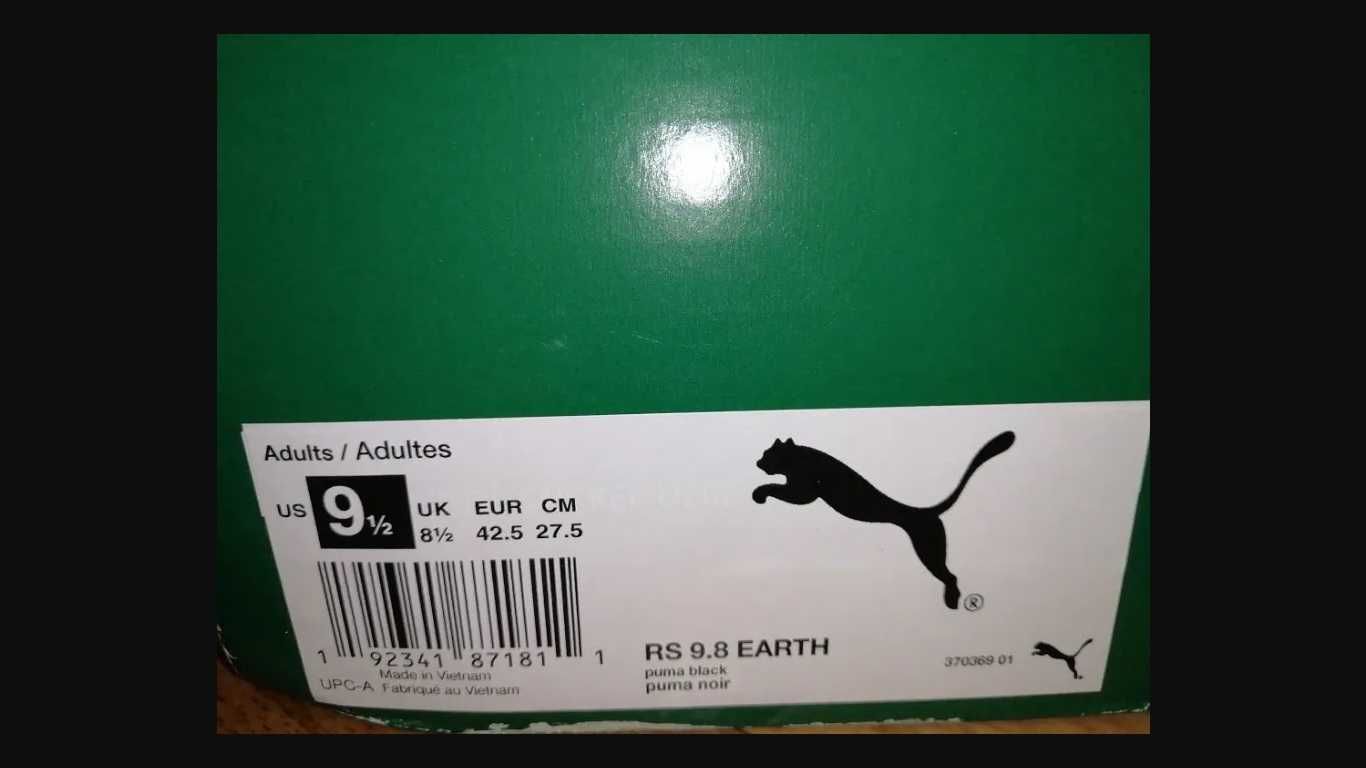 Adults / Adultes
US 9½ UK EUR CM
8½ 42.5 27.5
1 92341 87181 1
Made in Vietnam
UPC-A Fabriqué au Vietnam
RS 9.8 EARTH
puma black
puma noir
®
370369 01